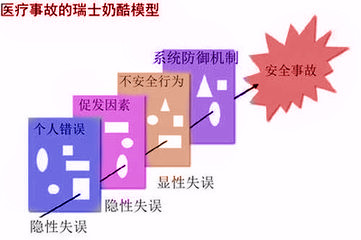 医疗事故的瑞士奶酪模型
系统防御机制
安全事故
不安全行为
促发因素
个人错误
显性失误
隐性失误
隐性失误